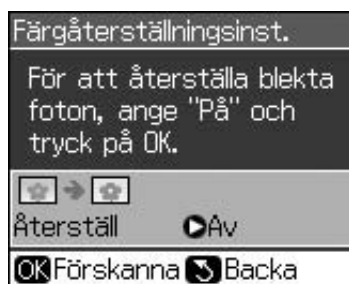 Färgåterställningsinst.
För att återställa blekta
foton, ange "På" och
tryck på OK.
Återställ Av
OK Förskanna Backa